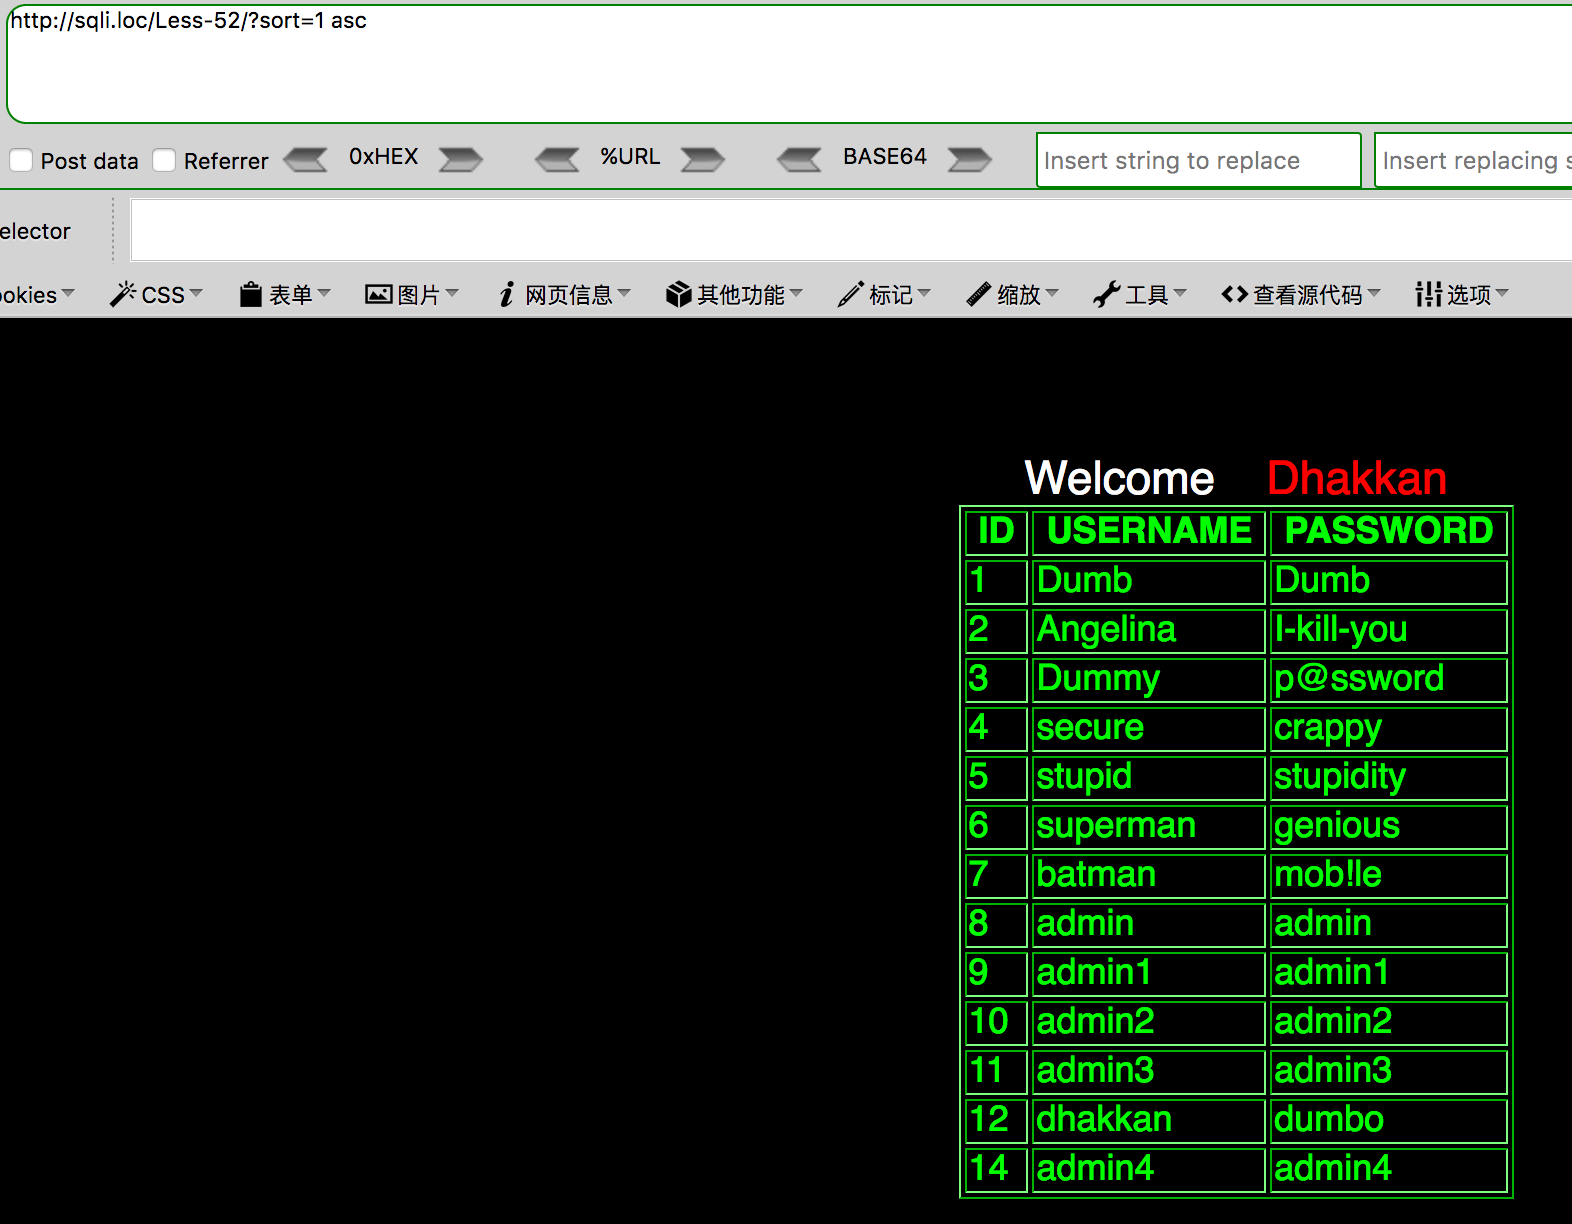 http://sqli.loc/Less-52/?sort=1 asc
Post data Referrer 0xHEX %URL BASE64 Insert string to replace Insert replacing s
elector
ookies CSS 表单 图片 网页信息 其他功能 标记 缩放 工具 查看源代码 选项
Welcome Dhakkan
ID USERNAME PASSWORD
1 Dumb Dumb
2 Angelina I-kill-you
3 Dummy p@ssword
4 secure crappy
5 stupid stupidity
6 superman genious
7 batman mob!le
8 admin admin
9 admin1 admin1
10 admin2 admin2
11 admin3 admin3
12 dhakkan dumbo
14 admin4 admin4